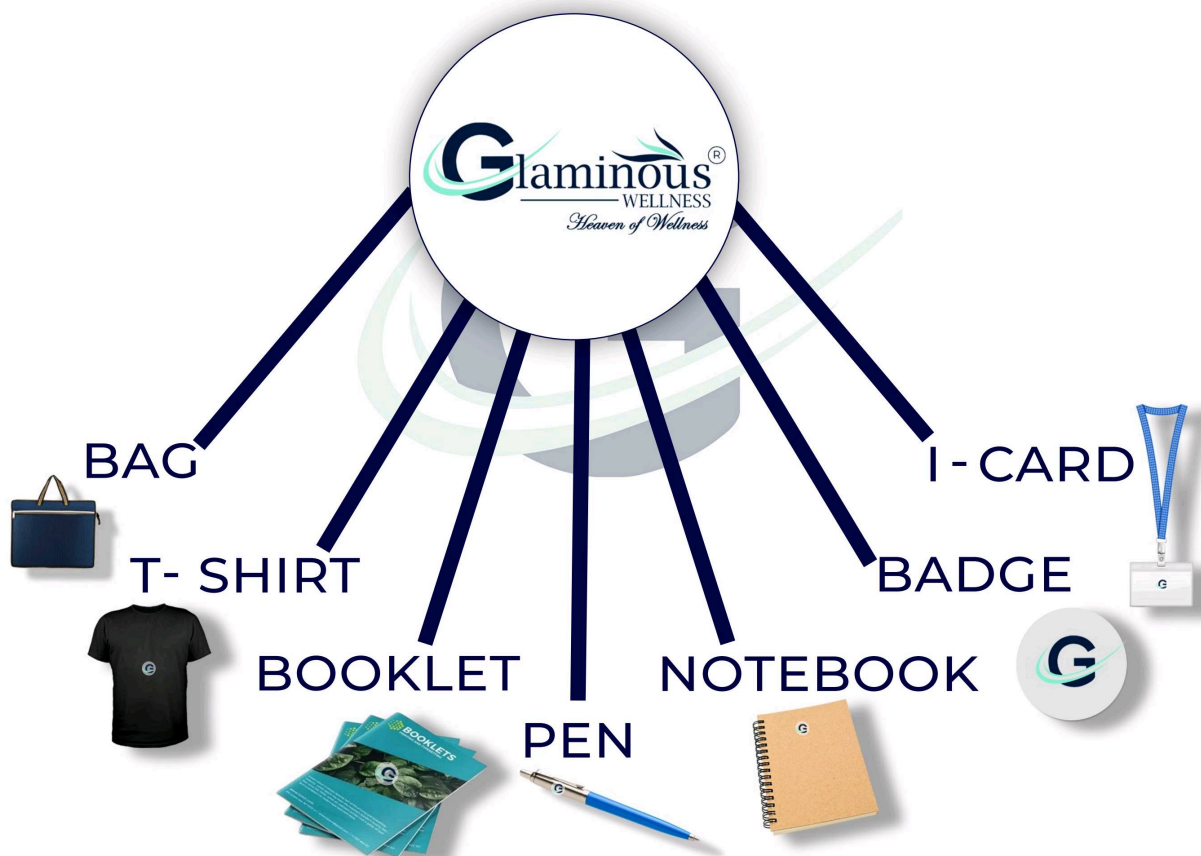 Glaminous®
WELLNESS
Heaven of Wellness
BAG
I - CARD
T- SHIRT
BADGE
BOOKLET
NOTEBOOK
PEN
BOOKLETS
G